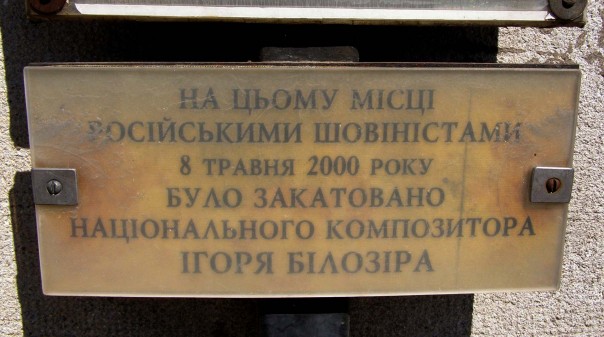 НА ЦЬОМУ МІСЦІ
РОСІЙСЬКИМИ ШОВІНІСТАМИ
8 ТРАВНЯ 2000 РОКУ
БУЛО ЗАКАТОВАНО
НАЦІОНАЛЬНОГО КОМПОЗИТОРА
ІГОРЯ БІЛОЗІРА